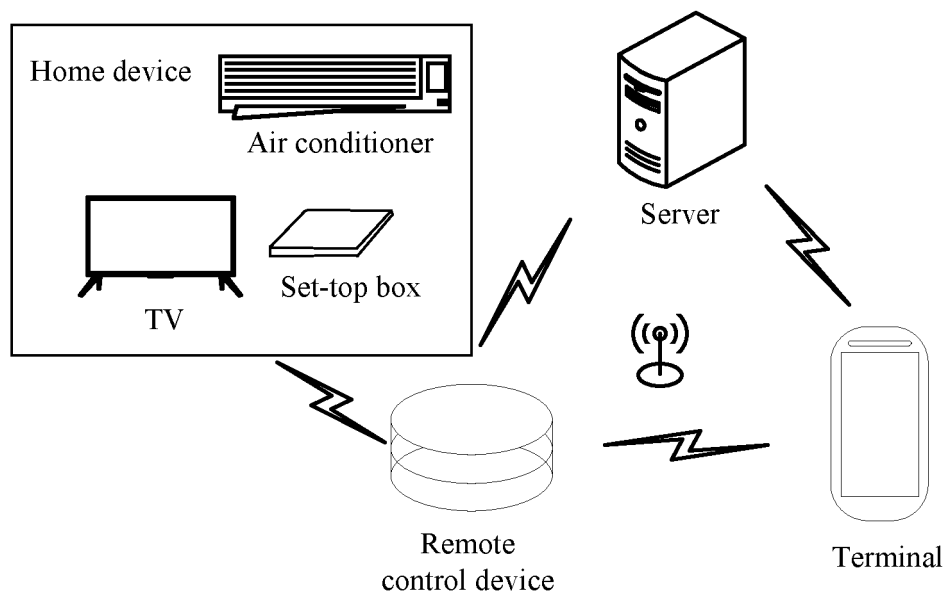 Home device
Air conditioner
Set-top box
TV
Server
Remote
control device
Terminal